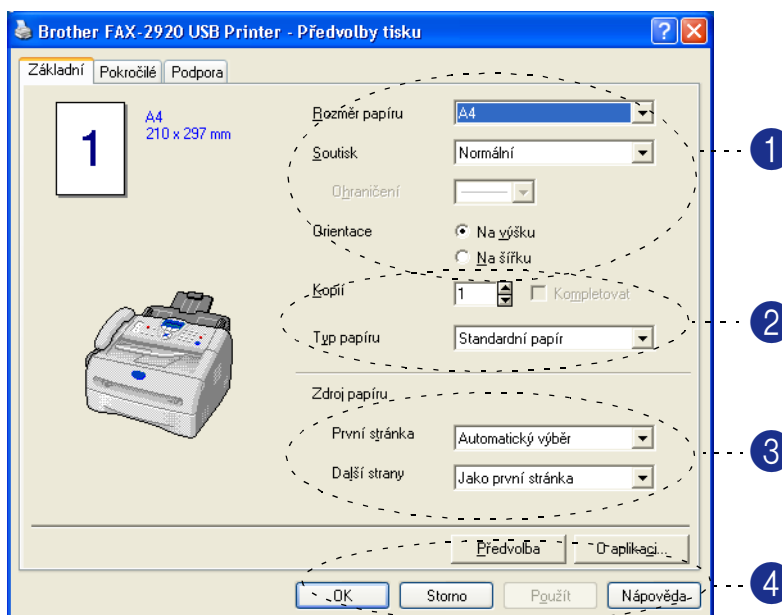 Brother FAX-2920 USB Printer - Předvolby tisku
Základní Pokročilé Podpora
1
A4
210 x 297 mm
Rozměr papíru A4
Soutisk Normální
Ohraničení
Orientace Na výšku
Na šířku
1
Kopií 1 Kompletovat
Typ papíru Standardní papír
2
Zdroj papíru
První stránka Automatický výběr
Další strany Jako první stránka
3
Předvolba O aplikaci...
OK Storno Použít Nápověda
4